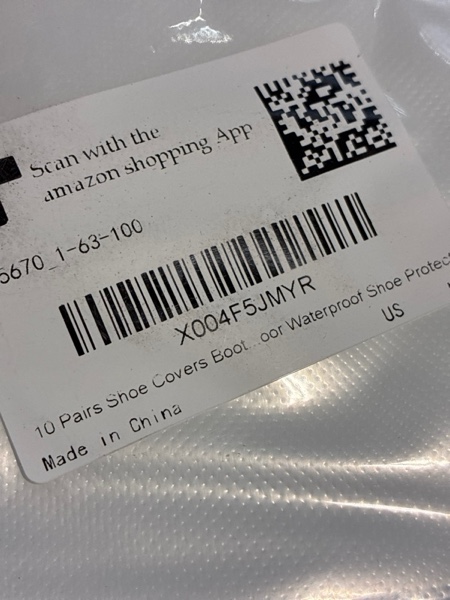 Scan with the
amazon shopping App
5670_1-63-100
X004F5JMYR
10 Pairs Shoe Covers Boot...oor Waterproof Shoe Protec
US
Made in China